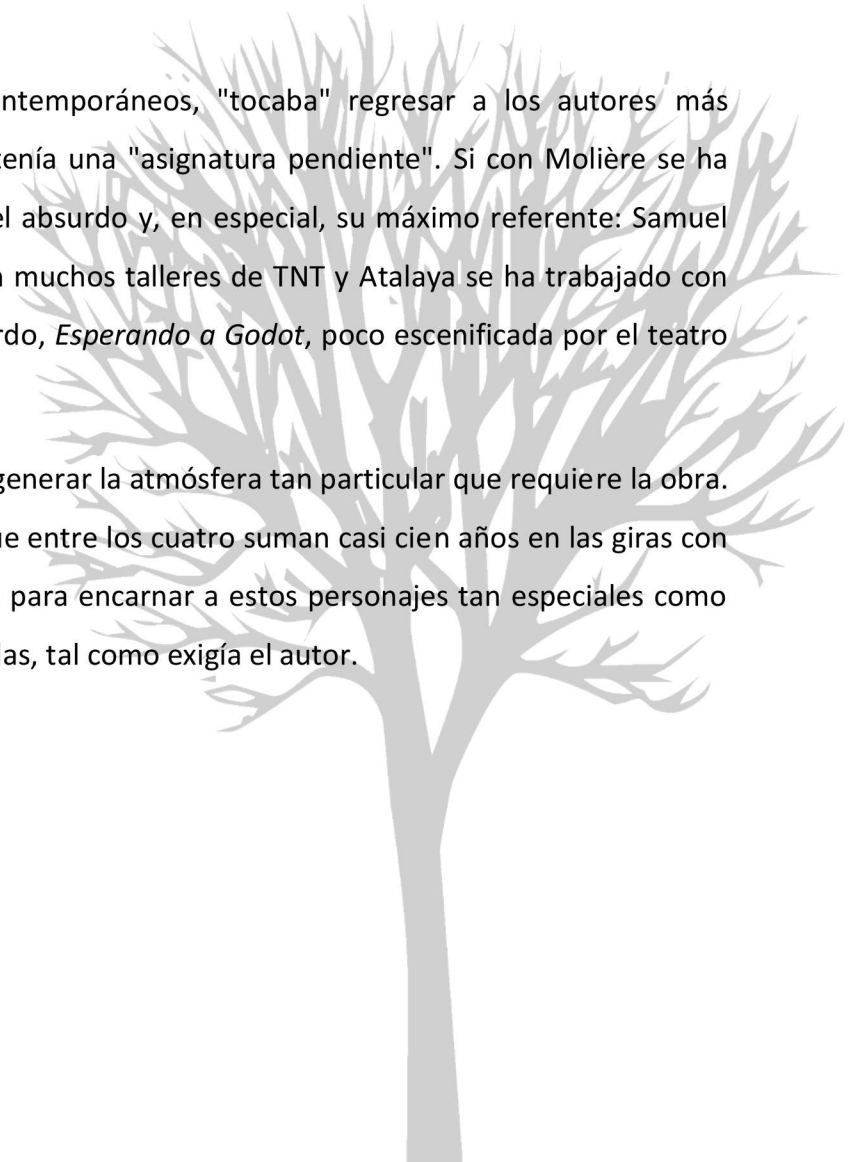 ntemporáneos, "tocaba" regresar a los autores más
tenía una "asignatura pendiente". Si con Molière se ha
el absurdo y, en especial, su máximo referente: Samuel
n muchos talleres de TNT y Atalaya se ha trabajado con
rdo, Esperando a Godot, poco escenificada por el teatro
generar la atmósfera tan particular que requiere la obra.
ue entre los cuatro suman casi cien años en las giras con
para encarnar a estos personajes tan especiales como
las, tal como exigía el autor.